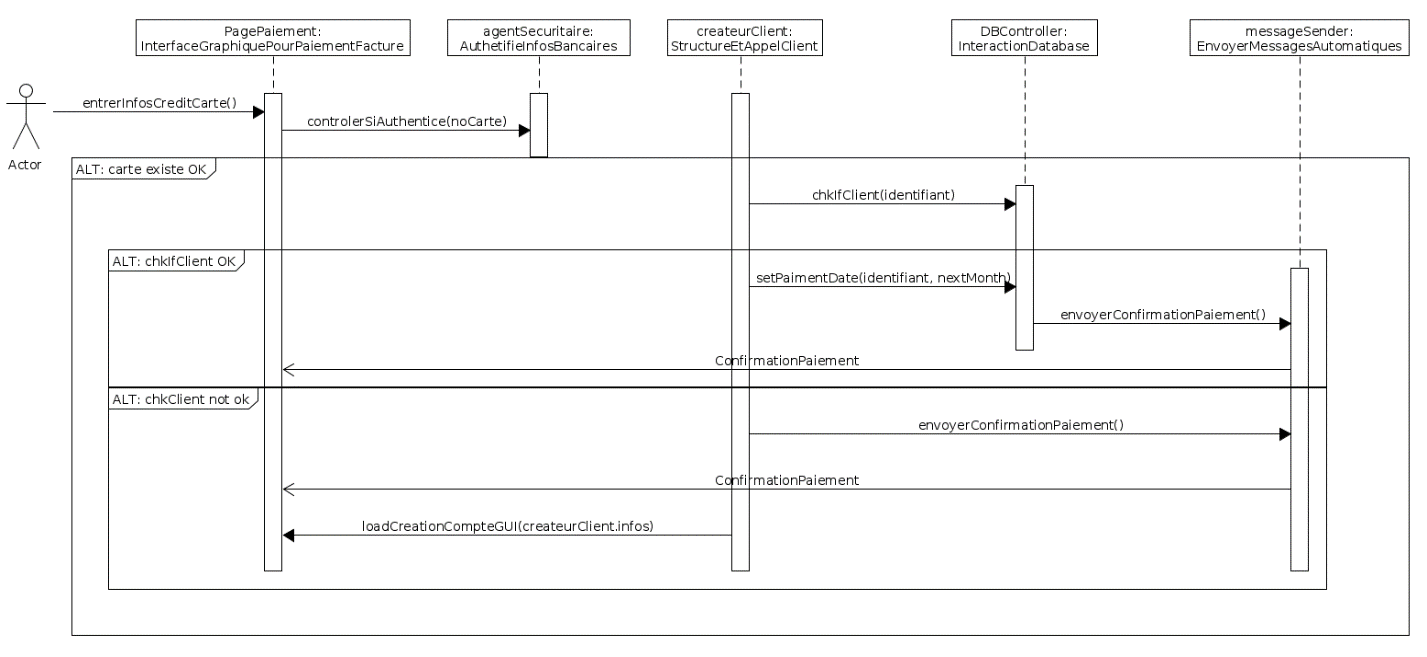 PagePaiement:
InterfaceGraphiquePourPaiementFacture
agentSecuritaire:
AuthetifieInfosBancaires
createurClient:
StructureEtAppelClient
DBController:
InteractionDatabase
messageSender:
EnvoyerMessagesAutomatiques
entrerInfosCreditCarte()
controlerSiAuthentice(noCarte)
Actor
ALT: carte existe OK
chkIfClient(identifiant)
ALT: chkIfClient OK
setPaimentDate(identifiant, nextMonth)
envoyerConfirmationPaiement()
ConfirmationPaiement
ALT: chkClient not ok
envoyerConfirmationPaiement()
ConfirmationPaiement
loadCreationCompteGUI(createurClient.infos)